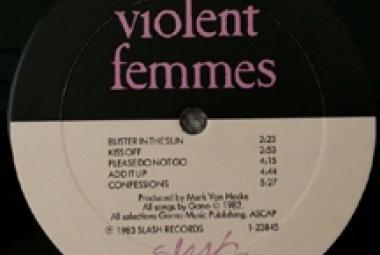 violent
femmes
BLISTER IN THE SUN 2:23
KISS OFF 2:53
PLEASE DO NOT GO 4:15
ADD IT UP 4:44
CONFESSIONS 5:27
Produced by Mark Van Hecke
All songs by Gano © 1982.
All selections Gorno Music Publishing, ASCAP
℗ 1983 SLASH RECORDS 1-23845
Slash